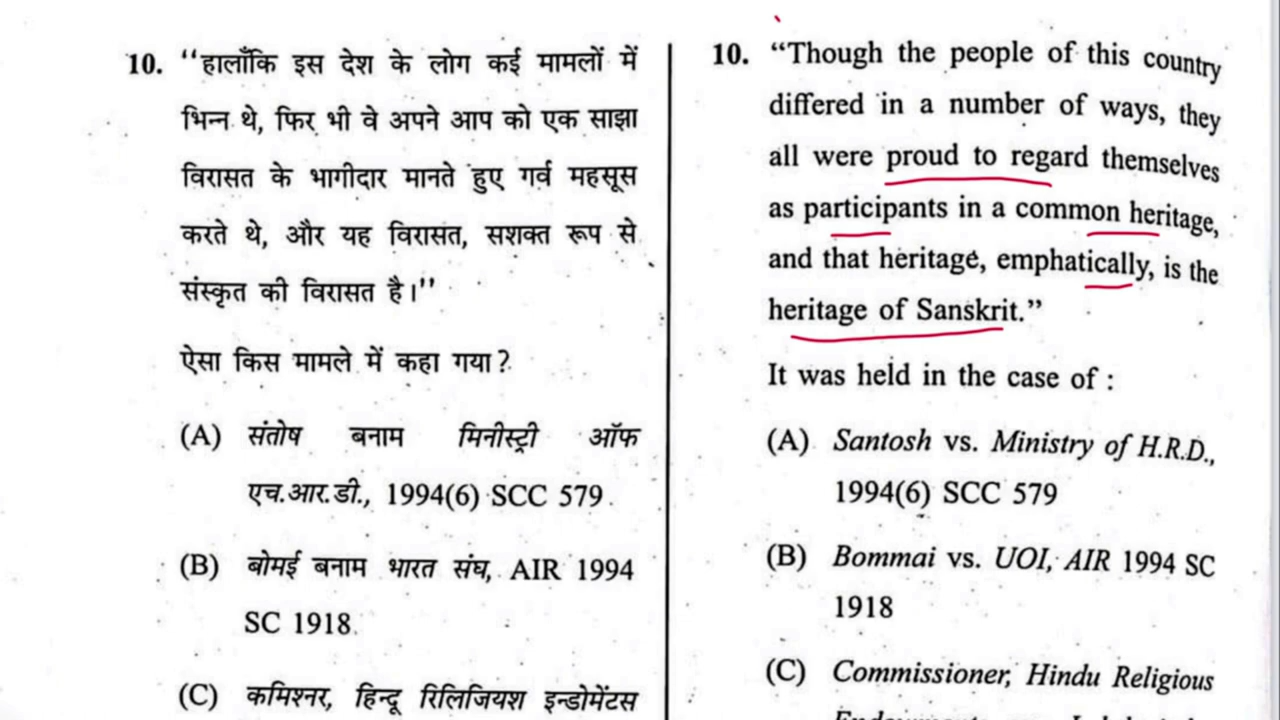 10. “हालाँकि इस देश के लोग कई मामलों में
भिन्न थे, फिर भी वे अपने आप को एक साझा
विरासत के भागीदार मानते हुए गर्व महसूस
करते थे, और यह विरासत, सशक्त रूप से
संस्कृत की विरासत है।”
ऐसा किस मामले में कहा गया?
(A) संतोष बनाम मिनीस्ट्री ऑफ
एच.आर.डी., 1994(6) SCC 579.
(B) बोमई बनाम भारत संघ, AIR 1994
SC 1918.
(C) कमिश्नर, हिन्दू रिलिजियश इन्डोमेंटस
10. “Though the people of this country
differed in a number of ways, they
all were proud to regard themselves
as participants in a common heritage,
and that heritage, emphatically, is the
heritage of Sanskrit.”
It was held in the case of :
(A) Santosh vs. Ministry of H.R.D.,
1994(6) SCC 579
(B) Bommai vs. UOI, AIR 1994 SC
1918
(C) Commissioner, Hindu Religious